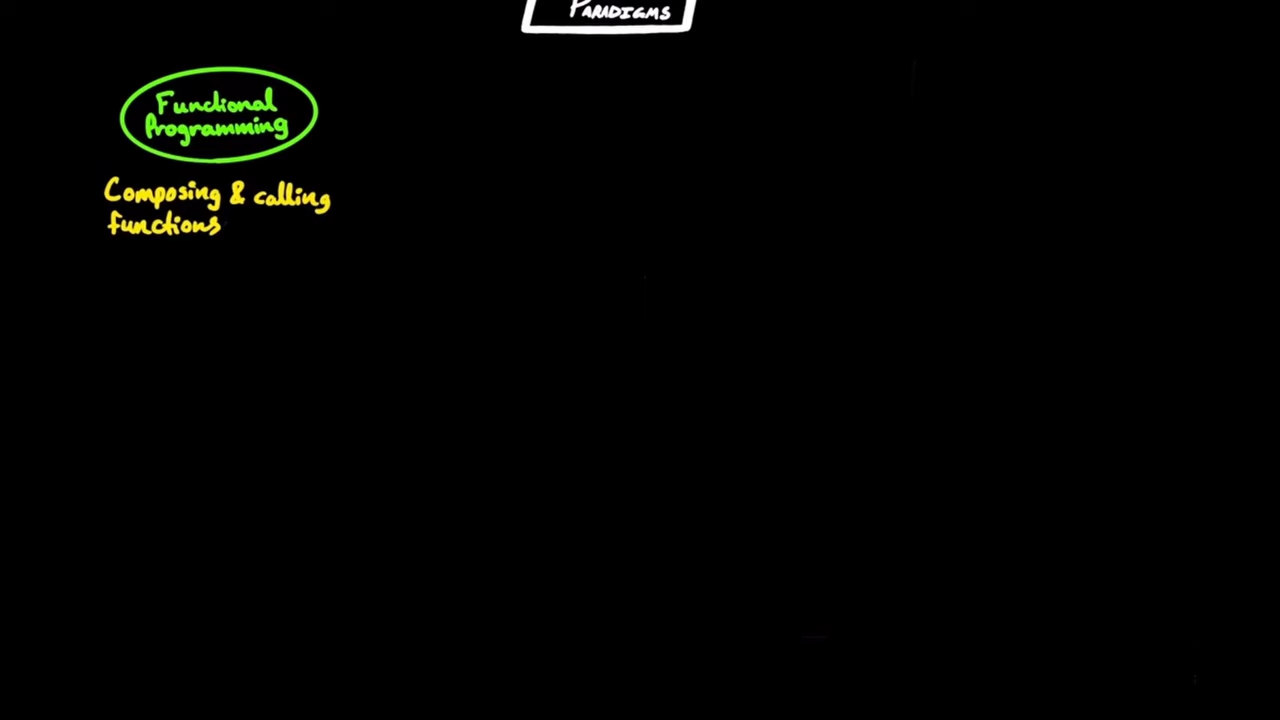 PARADIGMS
Functional
Programming
Composing & calling
functions